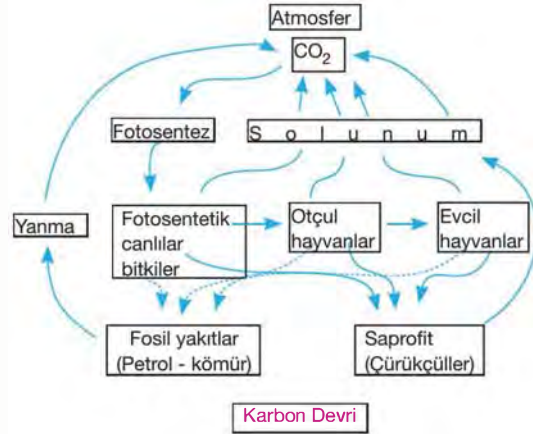 Atmosfer
CO₂
Fotosentez
S o l u n u m
Yanma
Fotosentetik
canlılar
bitkiler
Otçul
hayvanlar
Evcil
hayvanlar
Fosil yakıtlar
(Petrol - kömür)
Saprofit
(Çürükçüller)
Karbon Devri